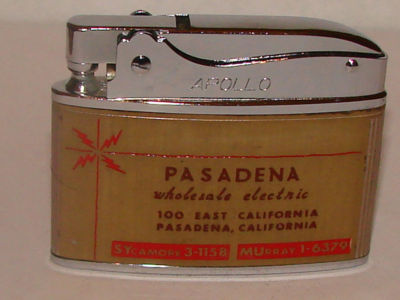 APOLLO
PASADENA
wholesale electric
100 EAST CALIFORNIA
PASADENA, CALIFORNIA
SYCAMORE 3-1158 MURRAY 1-6379